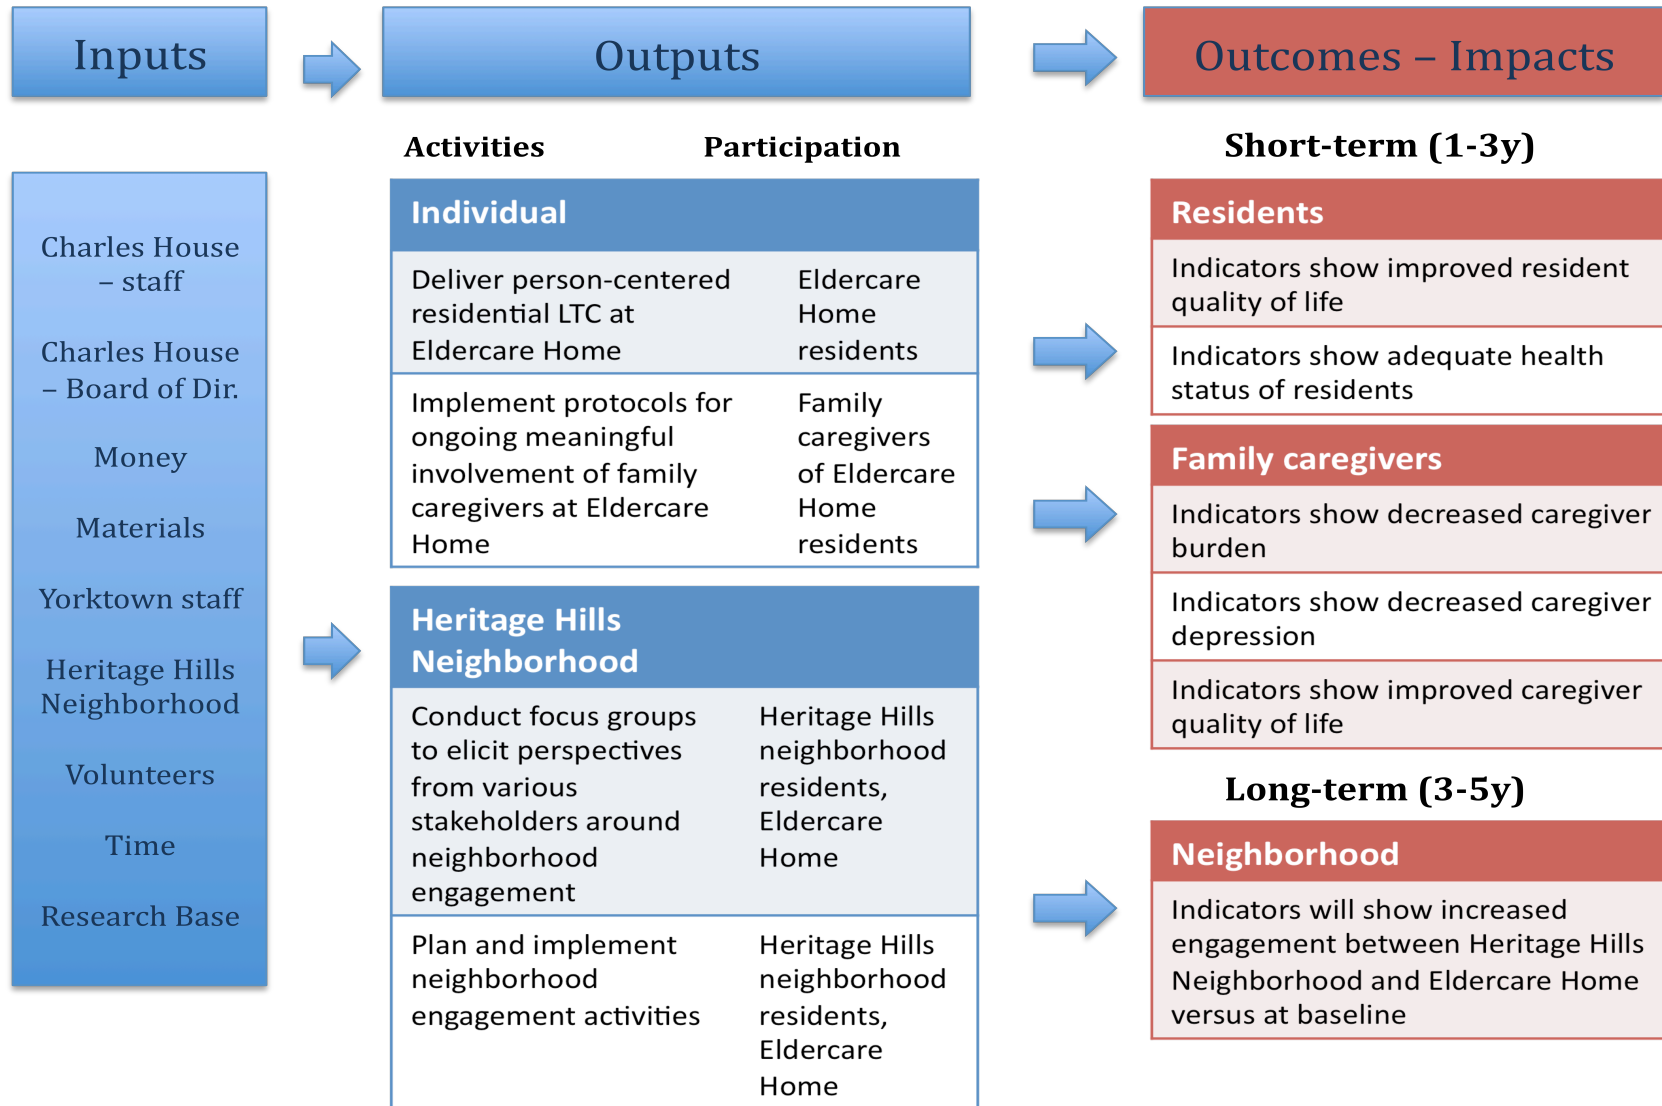 Inputs
Outputs
Outcomes – Impacts
Charles House
– staff
Charles House
– Board of Dir.
Money
Materials
Yorktown staff
Heritage Hills
Neighborhood
Volunteers
Time
Research Base
Activities
Participation
Individual
Deliver person-centered
residential LTC at
Eldercare Home
Eldercare
Home
residents
Implement protocols for
ongoing meaningful
involvement of family
caregivers at Eldercare
Home
Family
caregivers
of Eldercare
Home
residents
Heritage Hills
Neighborhood
Conduct focus groups
to elicit perspectives
from various
stakeholders around
neighborhood
engagement
Heritage Hills
neighborhood
residents,
Eldercare
Home
Plan and implement
neighborhood
engagement activities
Heritage Hills
neighborhood
residents,
Eldercare
Home
Short-term (1-3y)
Residents
Indicators show improved resident
quality of life
Indicators show adequate health
status of residents
Family caregivers
Indicators show decreased caregiver
burden
Indicators show decreased caregiver
depression
Indicators show improved caregiver
quality of life
Long-term (3-5y)
Neighborhood
Indicators will show increased
engagement between Heritage Hills
Neighborhood and Eldercare Home
versus at baseline